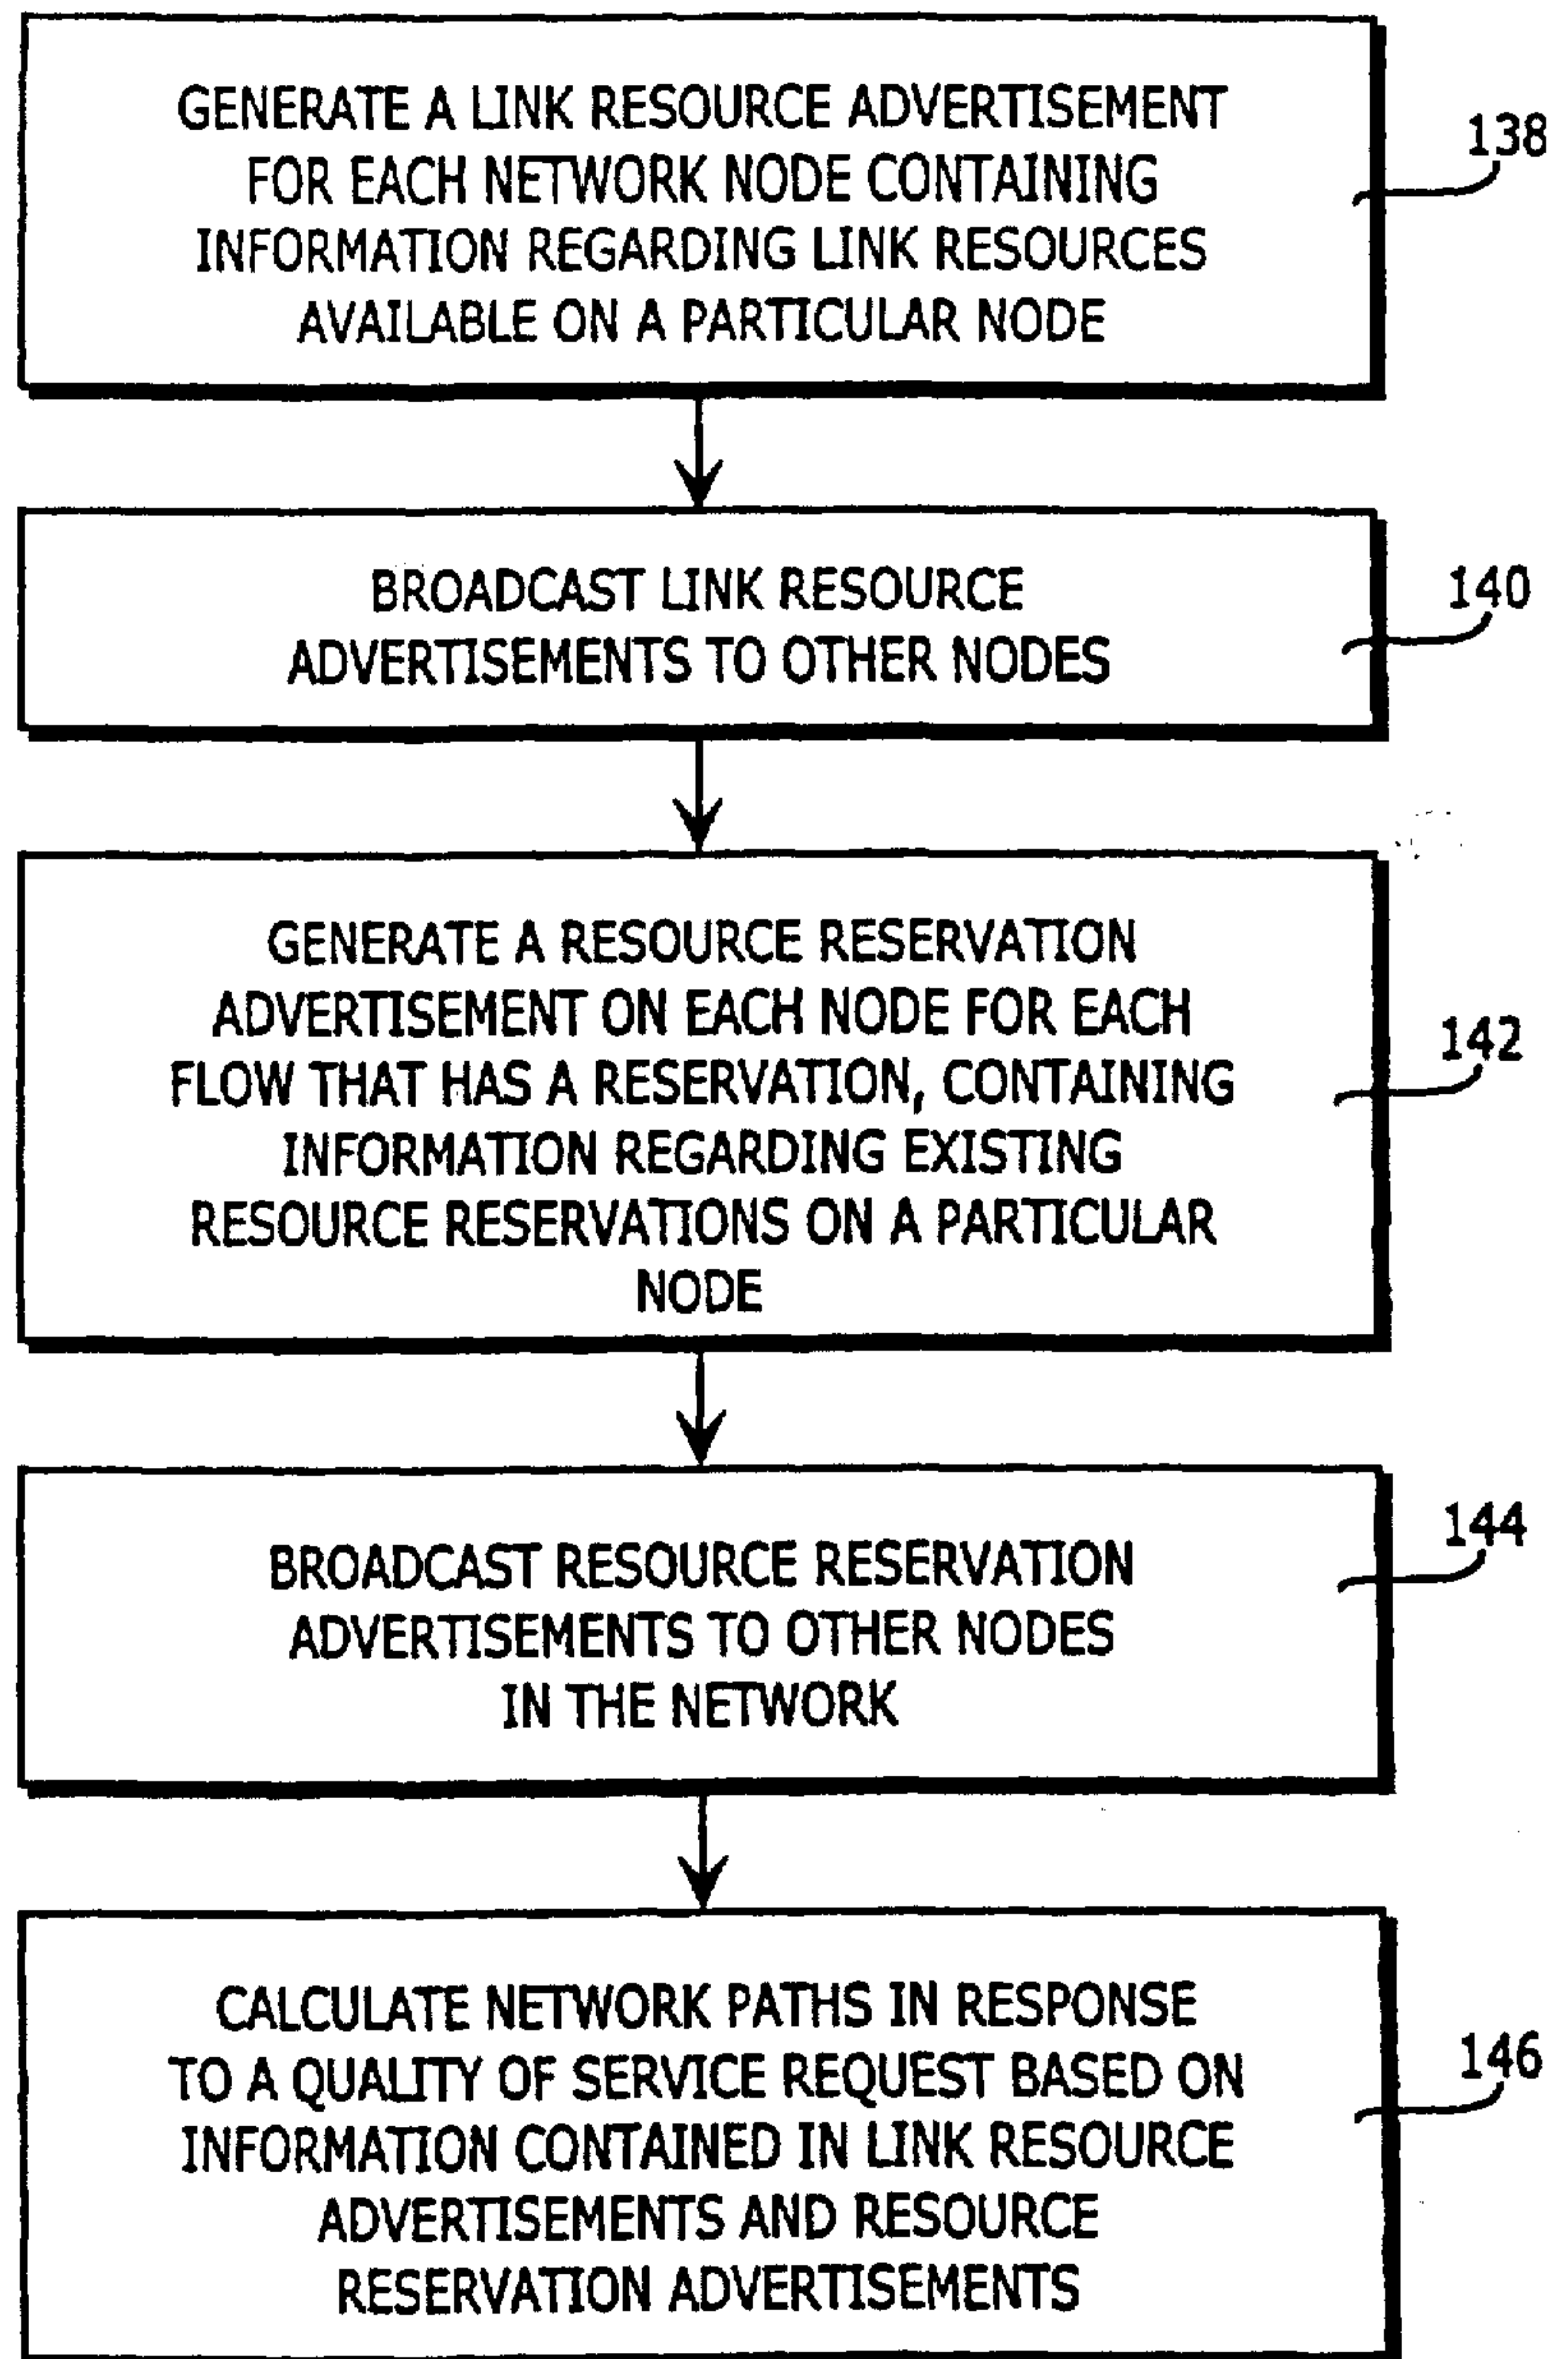 GENERATE A LINK RESOURCE ADVERTISEMENT
FOR EACH NETWORK NODE CONTAINING
INFORMATION REGARDING LINK RESOURCES
AVAILABLE ON A PARTICULAR NODE
138
BROADCAST LINK RESOURCE
ADVERTISEMENTS TO OTHER NODES
140
GENERATE A RESOURCE RESERVATION
ADVERTISEMENT ON EACH NODE FOR EACH
FLOW THAT HAS A RESERVATION, CONTAINING
INFORMATION REGARDING EXISTING
RESOURCE RESERVATIONS ON A PARTICULAR
NODE
142
BROADCAST RESOURCE RESERVATION
ADVERTISEMENTS TO OTHER NODES
IN THE NETWORK
144
CALCULATE NETWORK PATHS IN RESPONSE
TO A QUALITY OF SERVICE REQUEST BASED ON
INFORMATION CONTAINED IN LINK RESOURCE
ADVERTISEMENTS AND RESOURCE
RESERVATION ADVERTISEMENTS
146